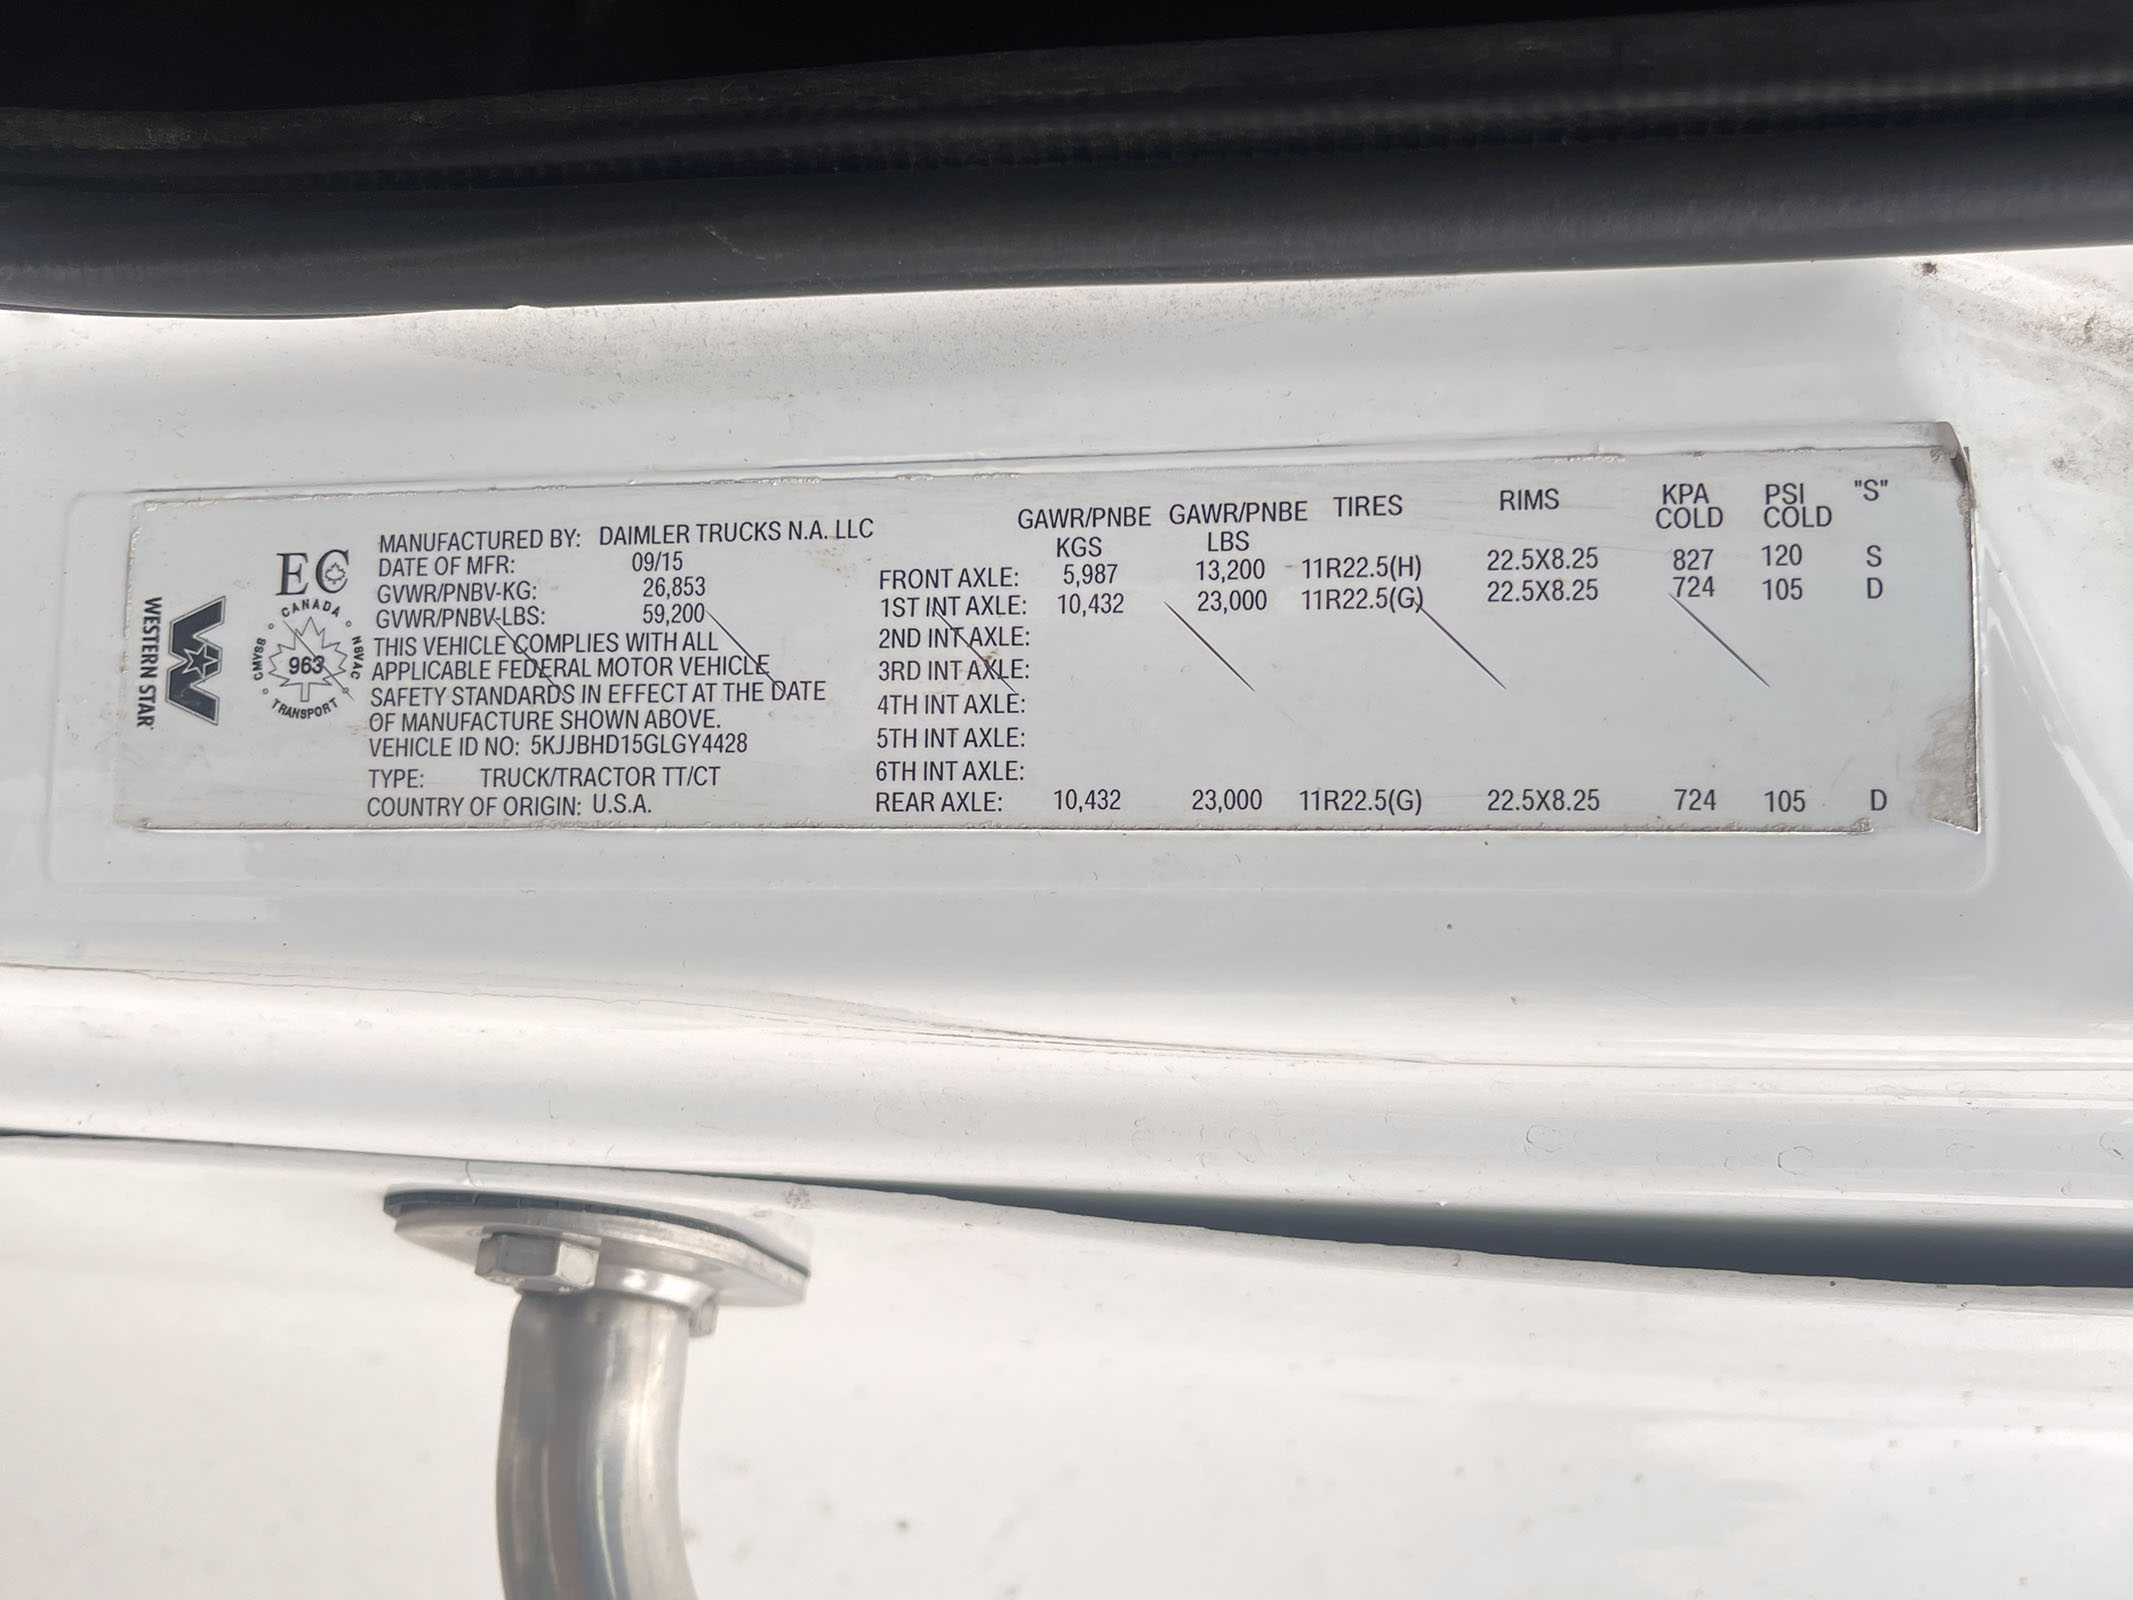 WESTERN STAR
EC
CANADA
CMVSS 963 NSVAC
TRANSPORT
MANUFACTURED BY: DAIMLER TRUCKS N.A. LLC
DATE OF MFR: 09/15
GVWR/PNBV-KG: 26,853
GVWR/PNBV-LBS: 59,200
THIS VEHICLE COMPLIES WITH ALL
APPLICABLE FEDERAL MOTOR VEHICLE
SAFETY STANDARDS IN EFFECT AT THE DATE
OF MANUFACTURE SHOWN ABOVE.
VEHICLE ID NO: 5KJJBHD15GLGY4428
TYPE: TRUCK/TRACTOR TT/CT
COUNTRY OF ORIGIN: U.S.A.
GAWR/PNBE GAWR/PNBE TIRES RIMS KPA PSI "S"
KGS LBS COLD COLD
FRONT AXLE: 5,987 13,200 11R22.5(H) 22.5X8.25 827 120 S
1ST INT AXLE: 10,432 23,000 11R22.5(G) 22.5X8.25 724 105 D
2ND INT AXLE:
3RD INT AXLE:
4TH INT AXLE:
5TH INT AXLE:
6TH INT AXLE:
REAR AXLE: 10,432 23,000 11R22.5(G) 22.5X8.25 724 105 D